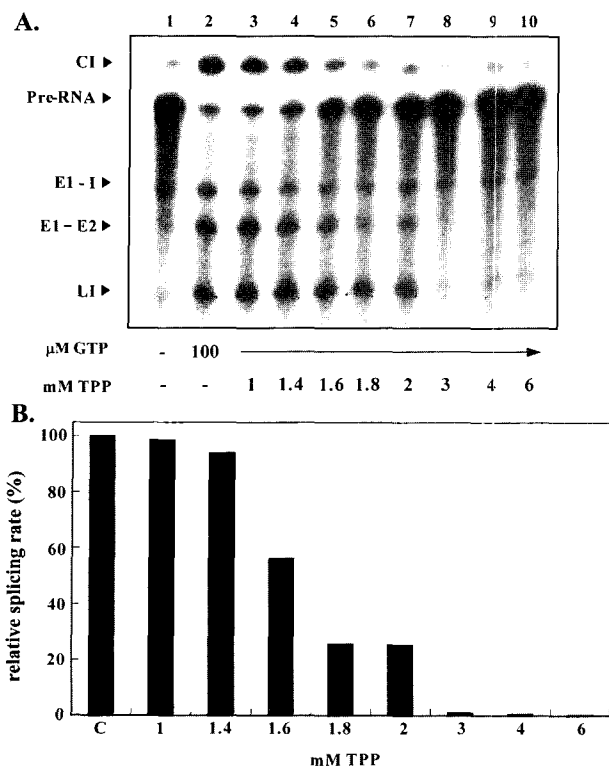 A.
1 2 3 4 5 6 7 8 9 10
CI
Pre-RNA
E1 - I
E1 - E2
LI
µM GTP - 100
mM TPP - - 1 1.4 1.6 1.8 2 3 4 6
B.
relative splicing rate (%)
100
80
60
40
20
0
C 1 1.4 1.6 1.8 2 3 4 6
mM TPP